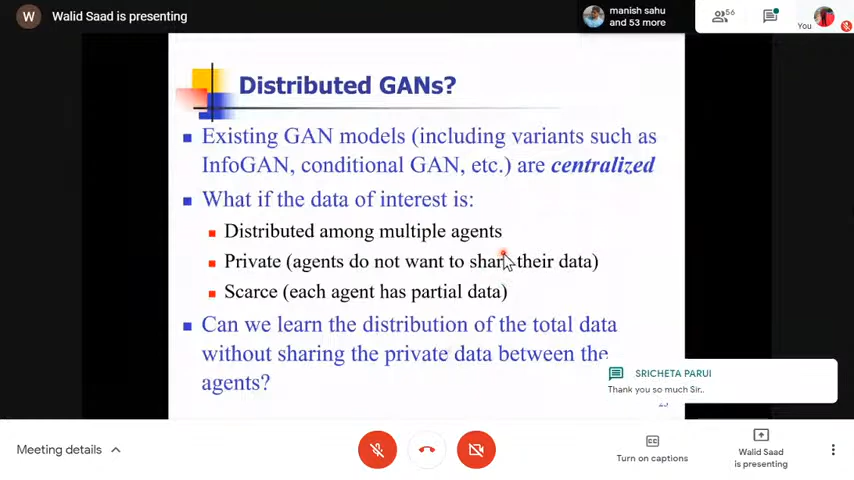 W Walid Saad is presenting
manish sahu
and 53 more
56
You
Distributed GANs?
Existing GAN models (including variants such as
InfoGAN, conditional GAN, etc.) are centralized
What if the data of interest is:
Distributed among multiple agents
Private (agents do not want to share their data)
Scarce (each agent has partial data)
Can we learn the distribution of the total data
without sharing the private data between the
agents?
SRICHETA PARUI
Thank you so much Sir..
Meeting details
CC
Turn on captions
Walid Saad
is presenting